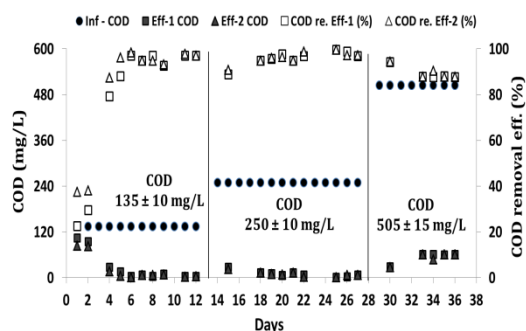 Inf - COD Eff-1 COD Eff-2 COD COD re. Eff-1 (%) COD re. Eff-2 (%)
600 100
480 80
360 60
240 40
120 20
0 0
COD (mg/L)
COD removal eff. (%)
COD
135 ± 10 mg/L
COD
250 ± 10 mg/L
COD
505 ± 15 mg/L
0 2 4 6 8 10 12 14 16 18 20 22 24 26 28 30 32 34 36 38
Days